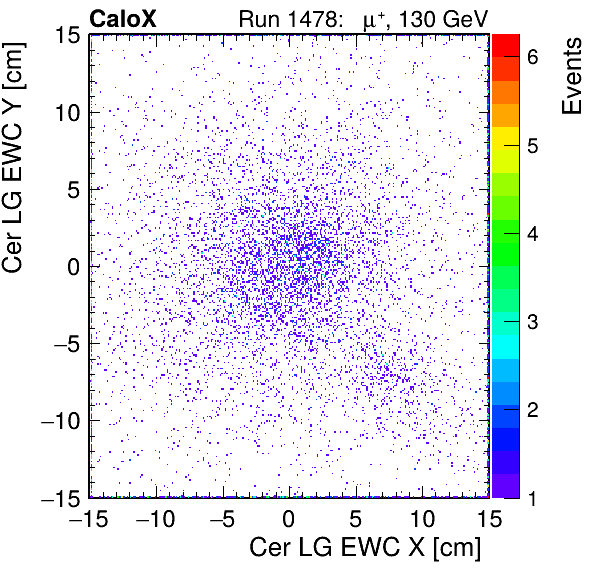 CaloX Run 1478: μ⁺, 130 GeV
Cer LG EWC Y [cm]
15
10
5
0
−5
−10
−15
−15 −10 −5 0 5 10 15
Cer LG EWC X [cm]
Events
6
5
4
3
2
1